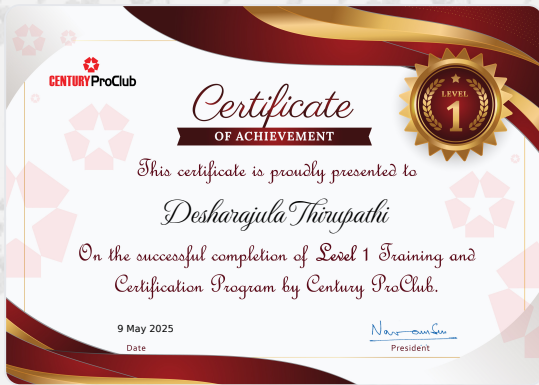 CENTURY ProClub
LEVEL
1
Certificate
OF ACHIEVEMENT
This certificate is proudly presented to
Desharajula Thirupathi
On the successful completion of Level 1 Training and
Certification Program by Century ProClub.
9 May 2025
Date
President